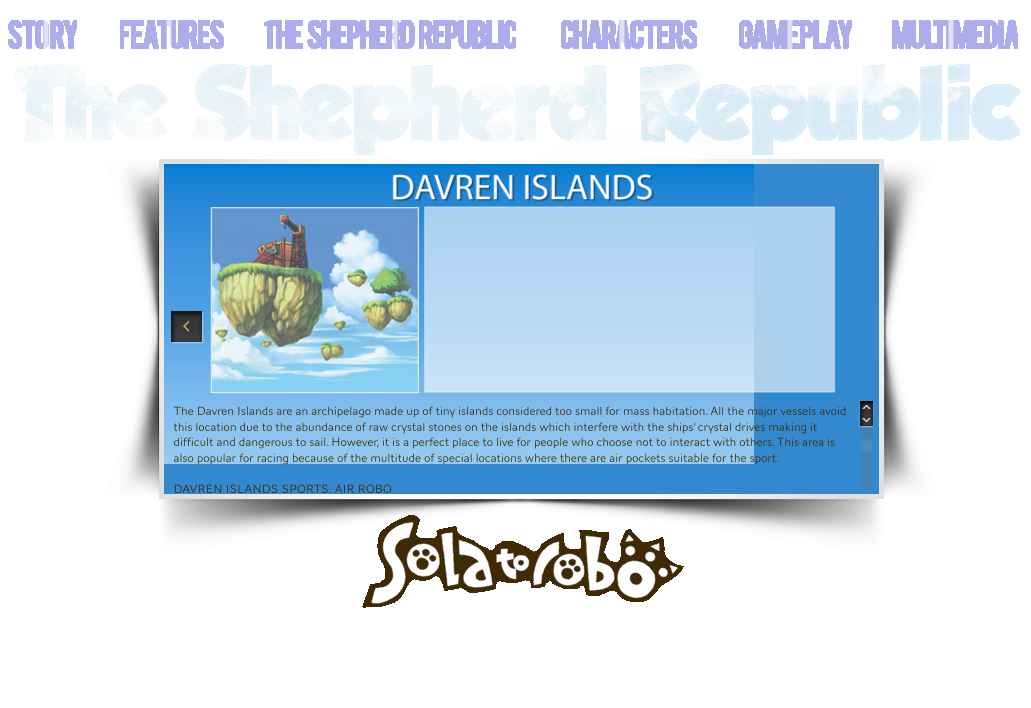 STORY FEATURES THE SHEPHERD REPUBLIC CHARACTERS GAMEPLAY MULTIMEDIA
The Shepherd Republic
DAVREN ISLANDS
The Davren Islands are an archipelago made up of tiny islands considered too small for mass habitation. All the major vessels avoid
this location due to the abundance of raw crystal stones on the islands which interfere with the ships' crystal drives making it
difficult and dangerous to sail. However, it is a perfect place to live for people who choose not to interact with others. This area is
also popular for racing because of the multitude of special locations where there are air pockets suitable for the sport.
DAVREN ISLANDS SPORTS: AIR ROBO
Solatorobo